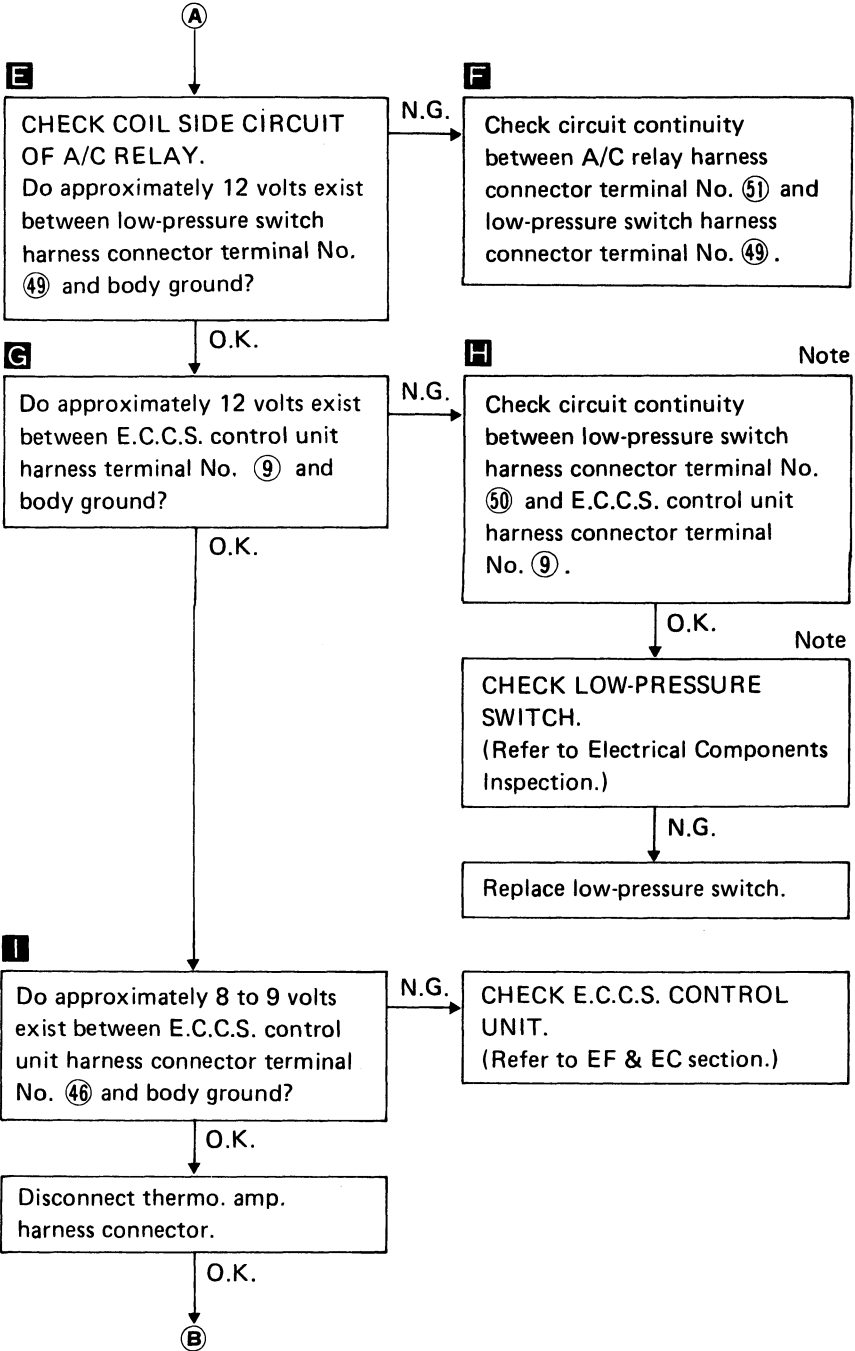 A
E
CHECK COIL SIDE CIRCUIT
OF A/C RELAY.
Do approximately 12 volts exist
between low-pressure switch
harness connector terminal No.
㊾ and body ground?
N.G.
F
Check circuit continuity
between A/C relay harness
connector terminal No. 51 and
low-pressure switch harness
connector terminal No. ㊾.
O.K.
G
Do approximately 12 volts exist
between E.C.C.S. control unit
harness terminal No. ⑨ and
body ground?
N.G.
H
Note
Check circuit continuity
between low-pressure switch
harness connector terminal No.
㊿ and E.C.C.S. control unit
harness connector terminal
No. ⑨.
O.K.
O.K.
Note
CHECK LOW-PRESSURE
SWITCH.
(Refer to Electrical Components
Inspection.)
N.G.
Replace low-pressure switch.
I
Do approximately 8 to 9 volts
exist between E.C.C.S. control
unit harness connector terminal
No. ㊻ and body ground?
N.G.
CHECK E.C.C.S. CONTROL
UNIT.
(Refer to EF & EC section.)
O.K.
Disconnect thermo. amp.
harness connector.
O.K.
B